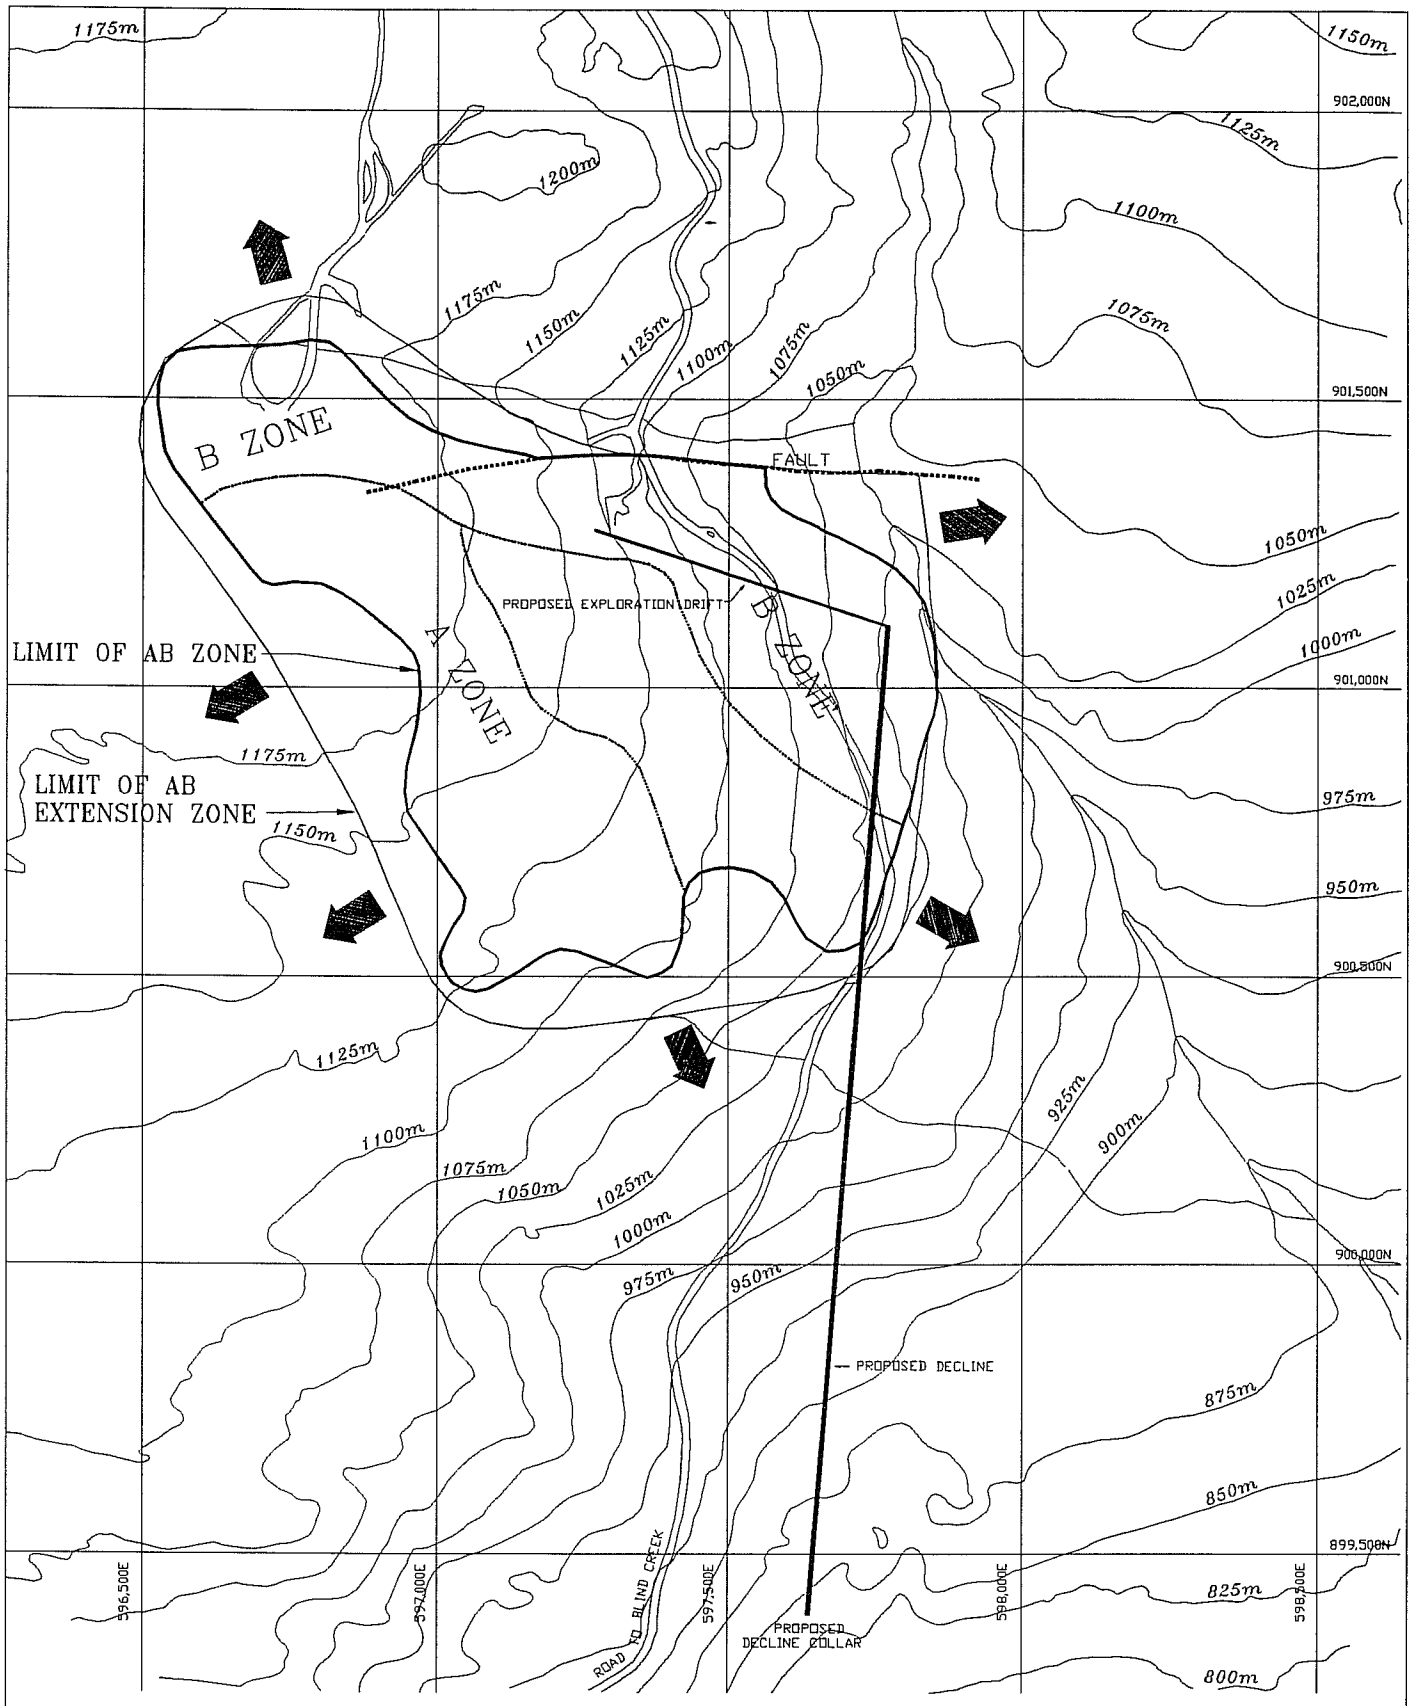 1175m
1150m
902,000N
1125m
1200m
1100m
1175m
1150m
1125m
1100m
1075m
1075m
1050m
901,500N
B ZONE
FAULT
1050m
1025m
PROPOSED EXPLORATION DRIFT
B ZONE
A ZONE
1000m
LIMIT OF AB ZONE
901,000N
1175m
LIMIT OF AB
EXTENSION ZONE
975m
1150m
950m
900,500N
1125m
925m
900m
1100m
1075m
1050m
1025m
1000m
900,000N
975m
950m
PROPOSED DECLINE
875m
850m
899,500N
596,500E
597,000E
ROAD TO BLIND CREEK
597,500E
598,000E
598,500E
825m
PROPOSED
DECLINE COLLAR
800m